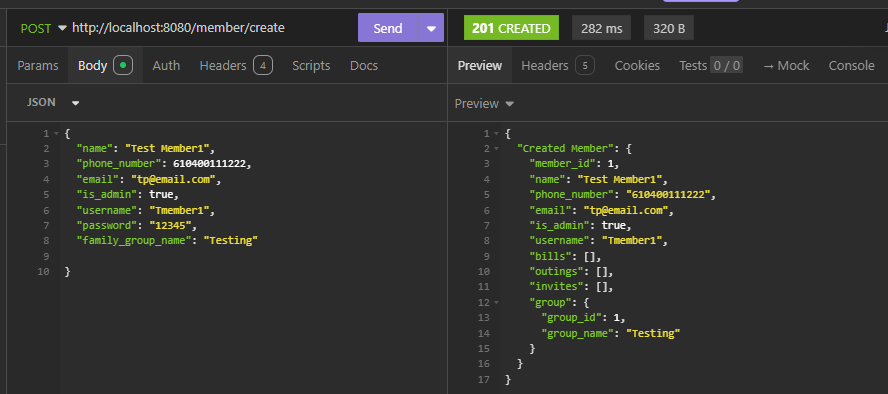 POST http://localhost:8080/member/create Send
Params Body Auth Headers 4 Scripts Docs
JSON
1 {
2 "name": "Test Member1",
3 "phone_number": 610400111222,
4 "email": "tp@email.com",
5 "is_admin": true,
6 "username": "Tmember1",
7 "password": "12345",
8 "family_group_name": "Testing"
9
10 }
201 CREATED 282 ms 320 B
Preview Headers 5 Cookies Tests 0 / 0 → Mock Console
Preview
1 {
2 "Created Member": {
3 "member_id": 1,
4 "name": "Test Member1",
5 "phone_number": "610400111222",
6 "email": "tp@email.com",
7 "is_admin": true,
8 "username": "Tmember1",
9 "bills": [],
10 "outings": [],
11 "invites": [],
12 "group": {
13 "group_id": 1,
14 "group_name": "Testing"
15 }
16 }
17 }